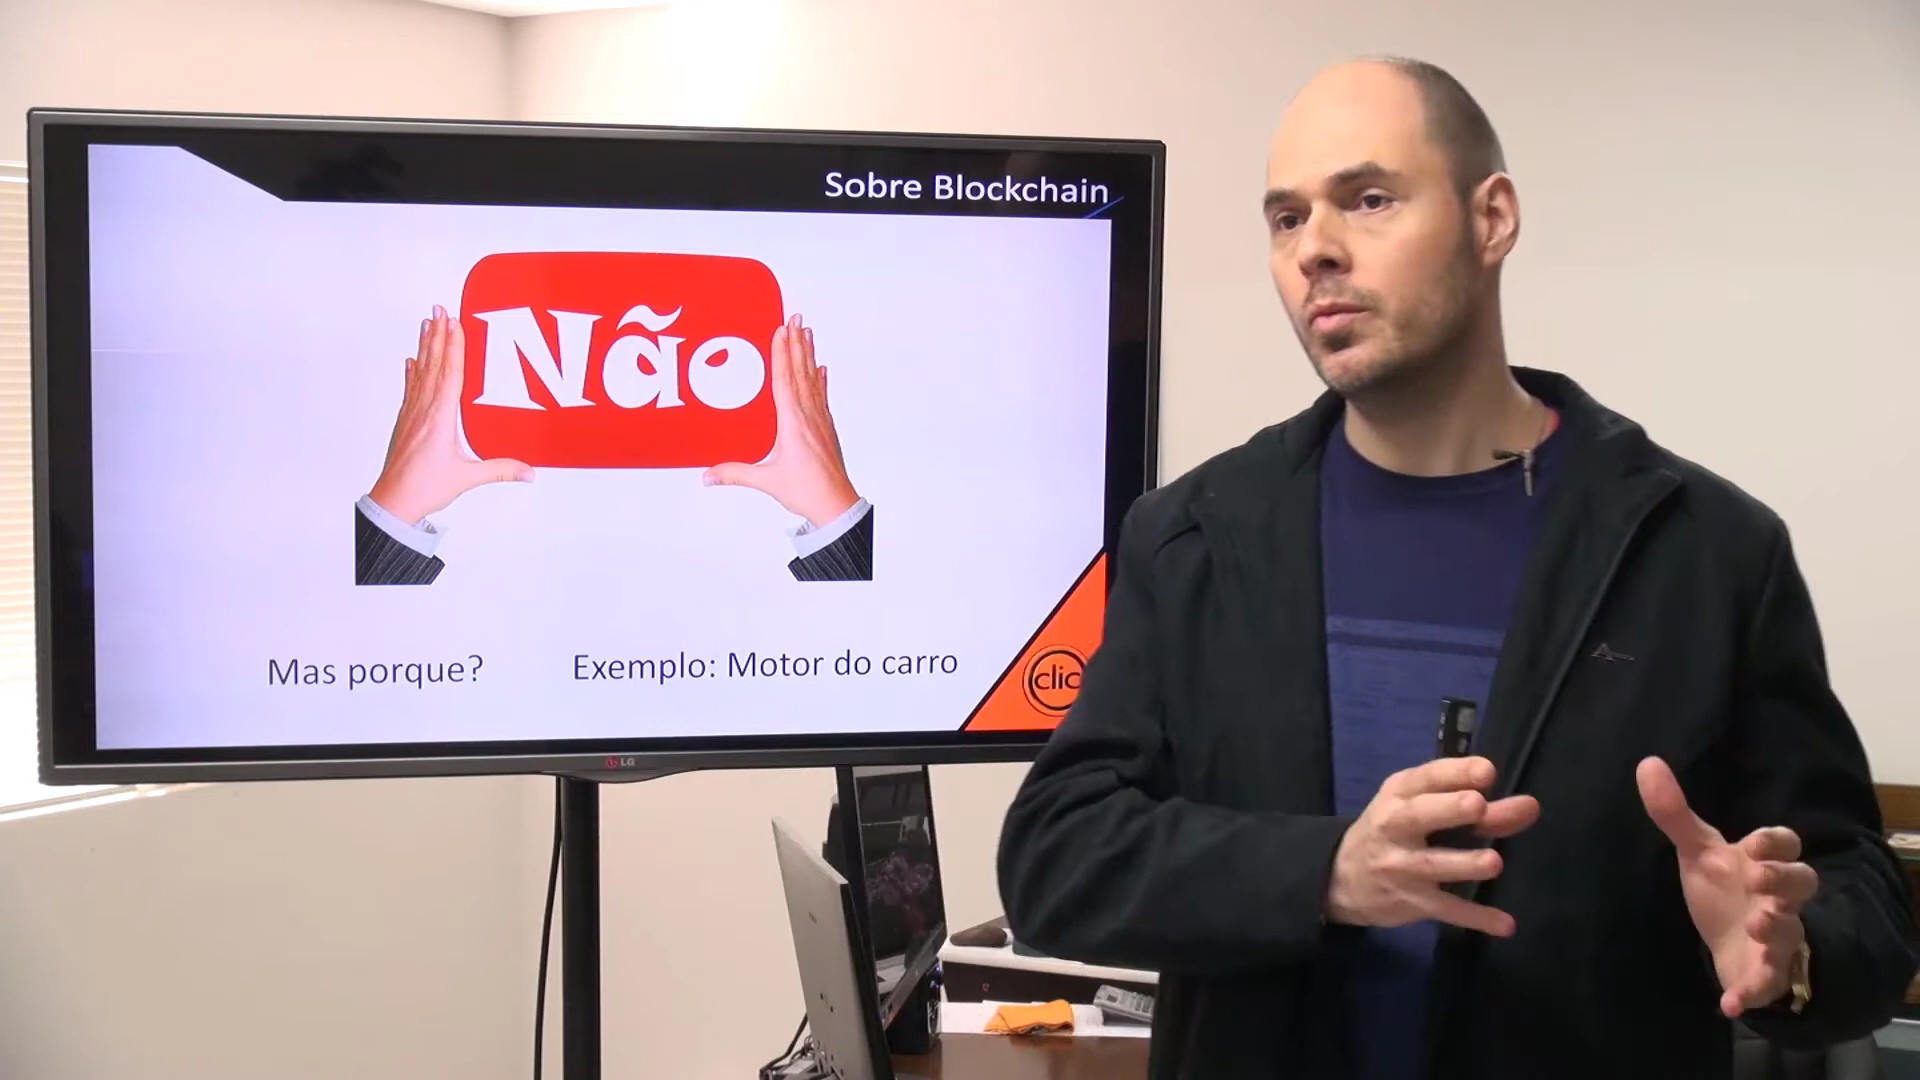 Sobre Blockchain
Não
Mas porque?
Exemplo: Motor do carro
clic
LG